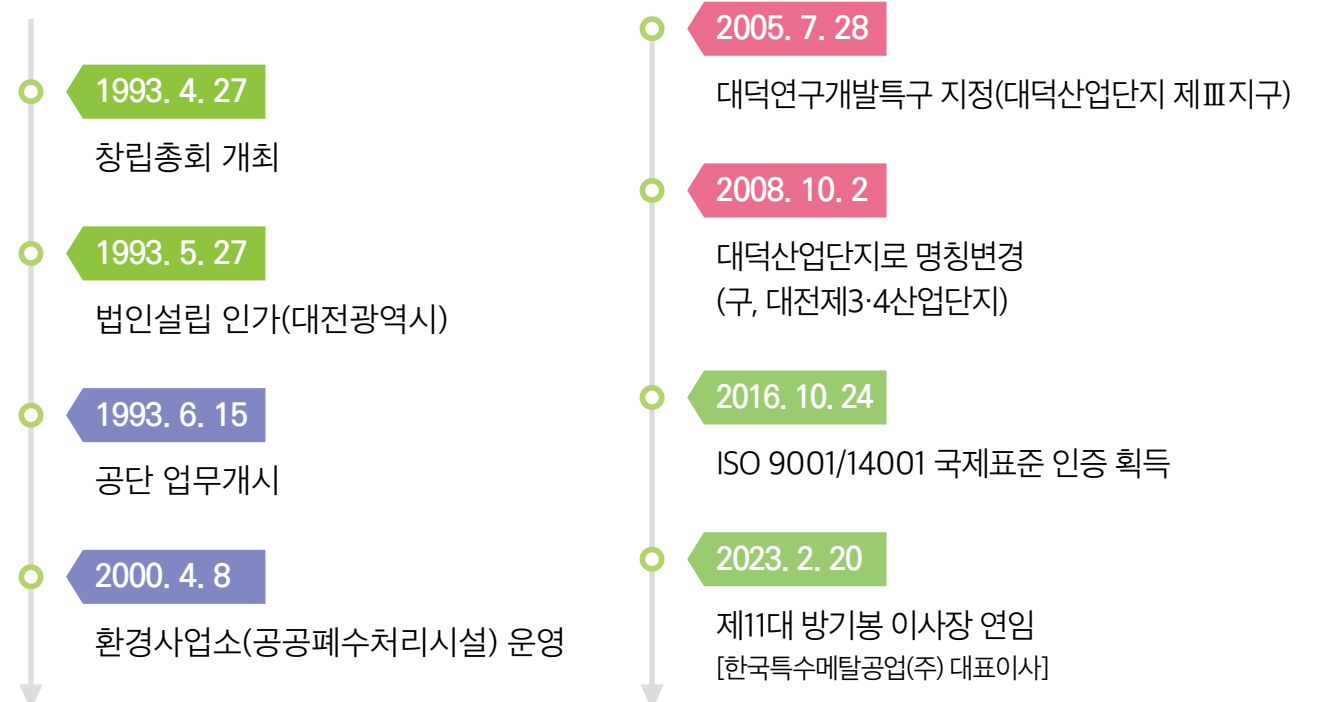 1993. 4. 27
창립총회 개최
1993. 5. 27
법인설립 인가(대전광역시)
1993. 6. 15
공단 업무개시
2000. 4. 8
환경사업소(공공폐수처리시설) 운영
2005. 7. 28
대덕연구개발특구 지정(대덕산업단지 제Ⅲ지구)
2008. 10. 2
대덕산업단지로 명칭변경
(구, 대전제3·4산업단지)
2016. 10. 24
ISO 9001/14001 국제표준 인증 획득
2023. 2. 20
제11대 방기봉 이사장 연임
[한국특수메탈공업(주) 대표이사]